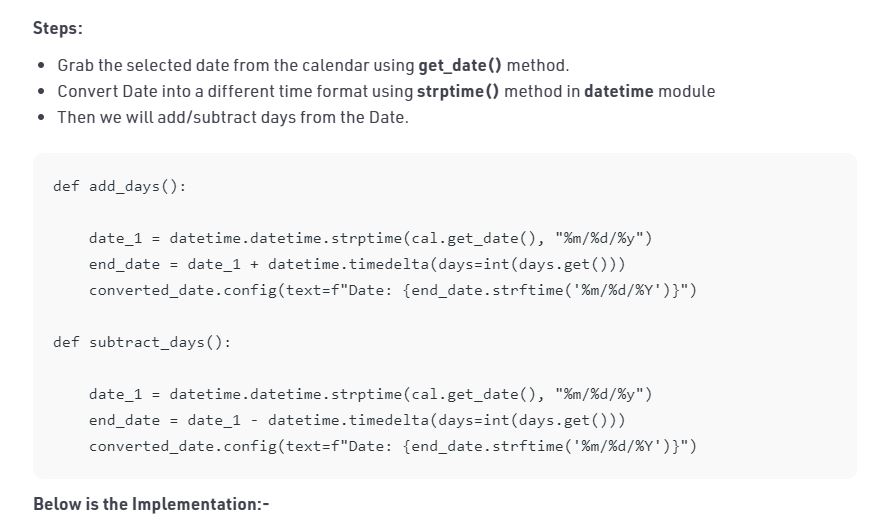 Steps:
• Grab the selected date from the calendar using get_date() method.
• Convert Date into a different time format using strptime() method in datetime module
• Then we will add/subtract days from the Date.
def add_days():
    date_1 = datetime.datetime.strptime(cal.get_date(), "%m/%d/%y")
    end_date = date_1 + datetime.timedelta(days=int(days.get()))
    converted_date.config(text=f"Date: {end_date.strftime('%m/%d/%Y')}")
def subtract_days():
    date_1 = datetime.datetime.strptime(cal.get_date(), "%m/%d/%y")
    end_date = date_1 - datetime.timedelta(days=int(days.get()))
    converted_date.config(text=f"Date: {end_date.strftime('%m/%d/%Y')}")
Below is the Implementation:-